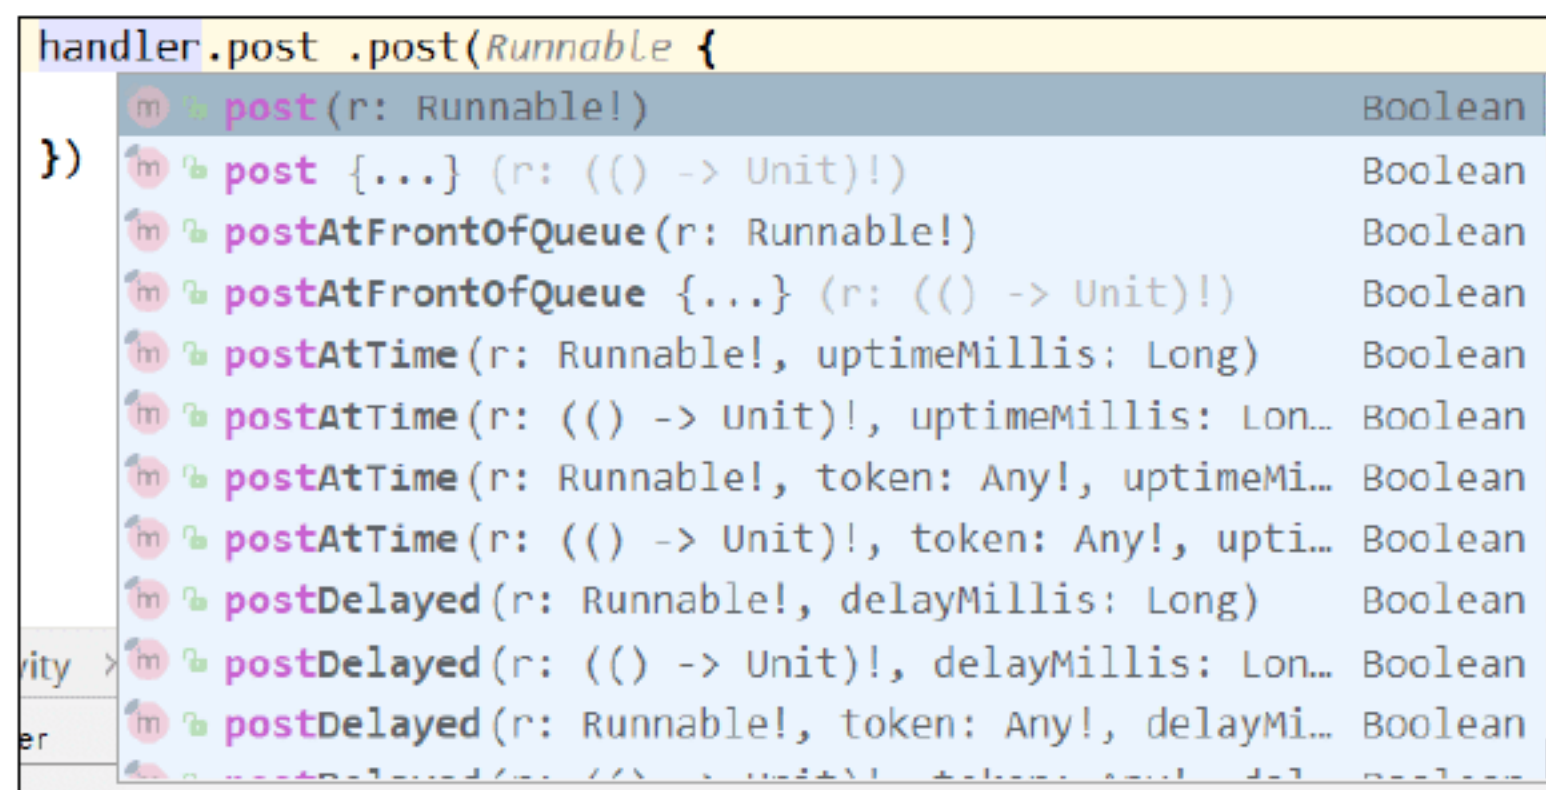 handler.post .post(Runnable {
post(r: Runnable!) Boolean
})
post {...} (r: (() -> Unit)!) Boolean
postAtFrontOfQueue(r: Runnable!) Boolean
postAtFrontOfQueue {...} (r: (() -> Unit)!) Boolean
postAtTime(r: Runnable!, uptimeMillis: Long) Boolean
postAtTime(r: (() -> Unit)!, uptimeMillis: Lon… Boolean
postAtTime(r: Runnable!, token: Any!, uptimeMi… Boolean
postAtTime(r: (() -> Unit)!, token: Any!, upti… Boolean
postDelayed(r: Runnable!, delayMillis: Long) Boolean
vity > postDelayed(r: (() -> Unit)!, delayMillis: Lon… Boolean
er postDelayed(r: Runnable!, token: Any!, delayMi… Boolean